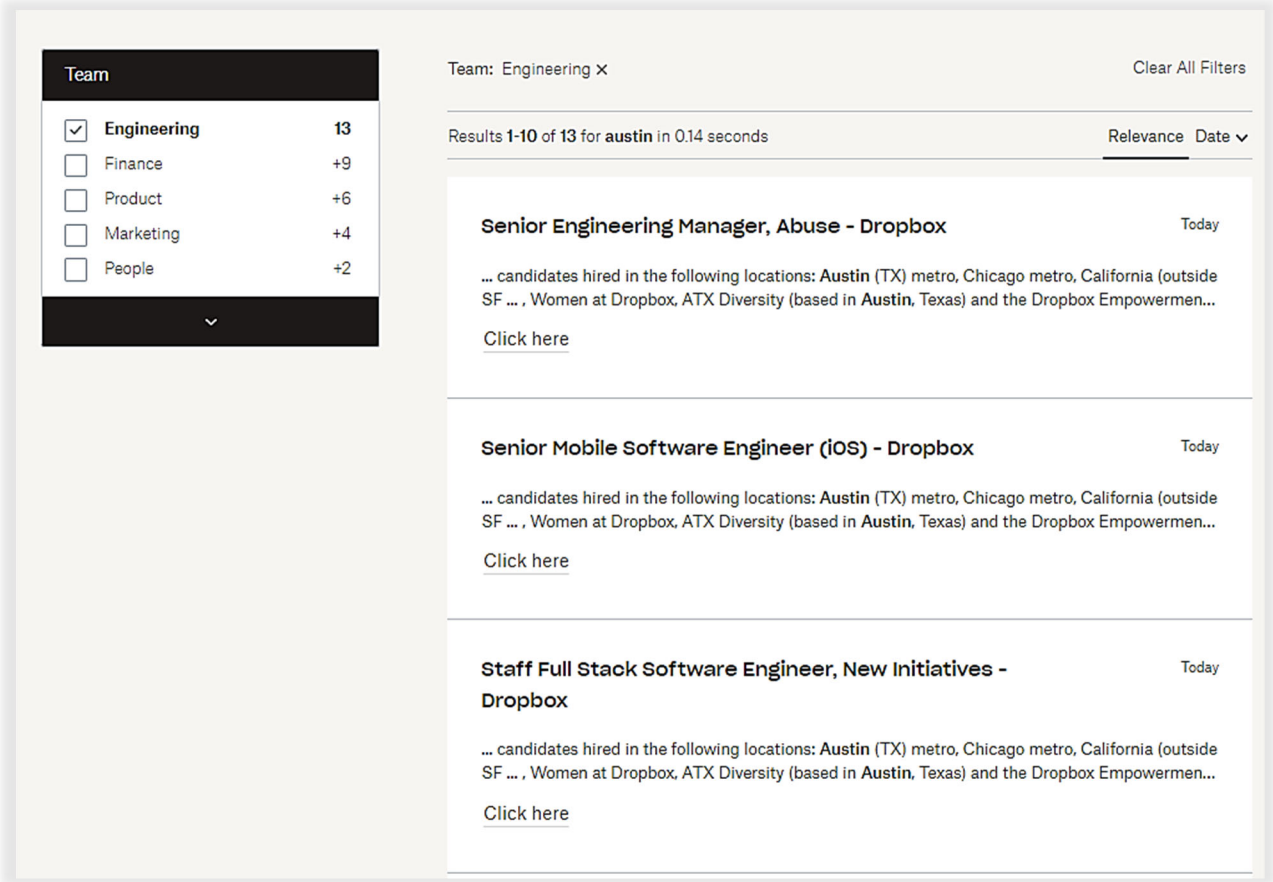 Team
Engineering 13
Finance +9
Product +6
Marketing +4
People +2
Team: Engineering ×
Clear All Filters
Results 1-10 of 13 for austin in 0.14 seconds
Relevance Date
Senior Engineering Manager, Abuse - Dropbox
Today
... candidates hired in the following locations: Austin (TX) metro, Chicago metro, California (outside
SF ... , Women at Dropbox, ATX Diversity (based in Austin, Texas) and the Dropbox Empowermen...
Click here
Senior Mobile Software Engineer (iOS) - Dropbox
Today
... candidates hired in the following locations: Austin (TX) metro, Chicago metro, California (outside
SF ... , Women at Dropbox, ATX Diversity (based in Austin, Texas) and the Dropbox Empowermen...
Click here
Staff Full Stack Software Engineer, New Initiatives -
Dropbox
Today
... candidates hired in the following locations: Austin (TX) metro, Chicago metro, California (outside
SF ... , Women at Dropbox, ATX Diversity (based in Austin, Texas) and the Dropbox Empowermen...
Click here